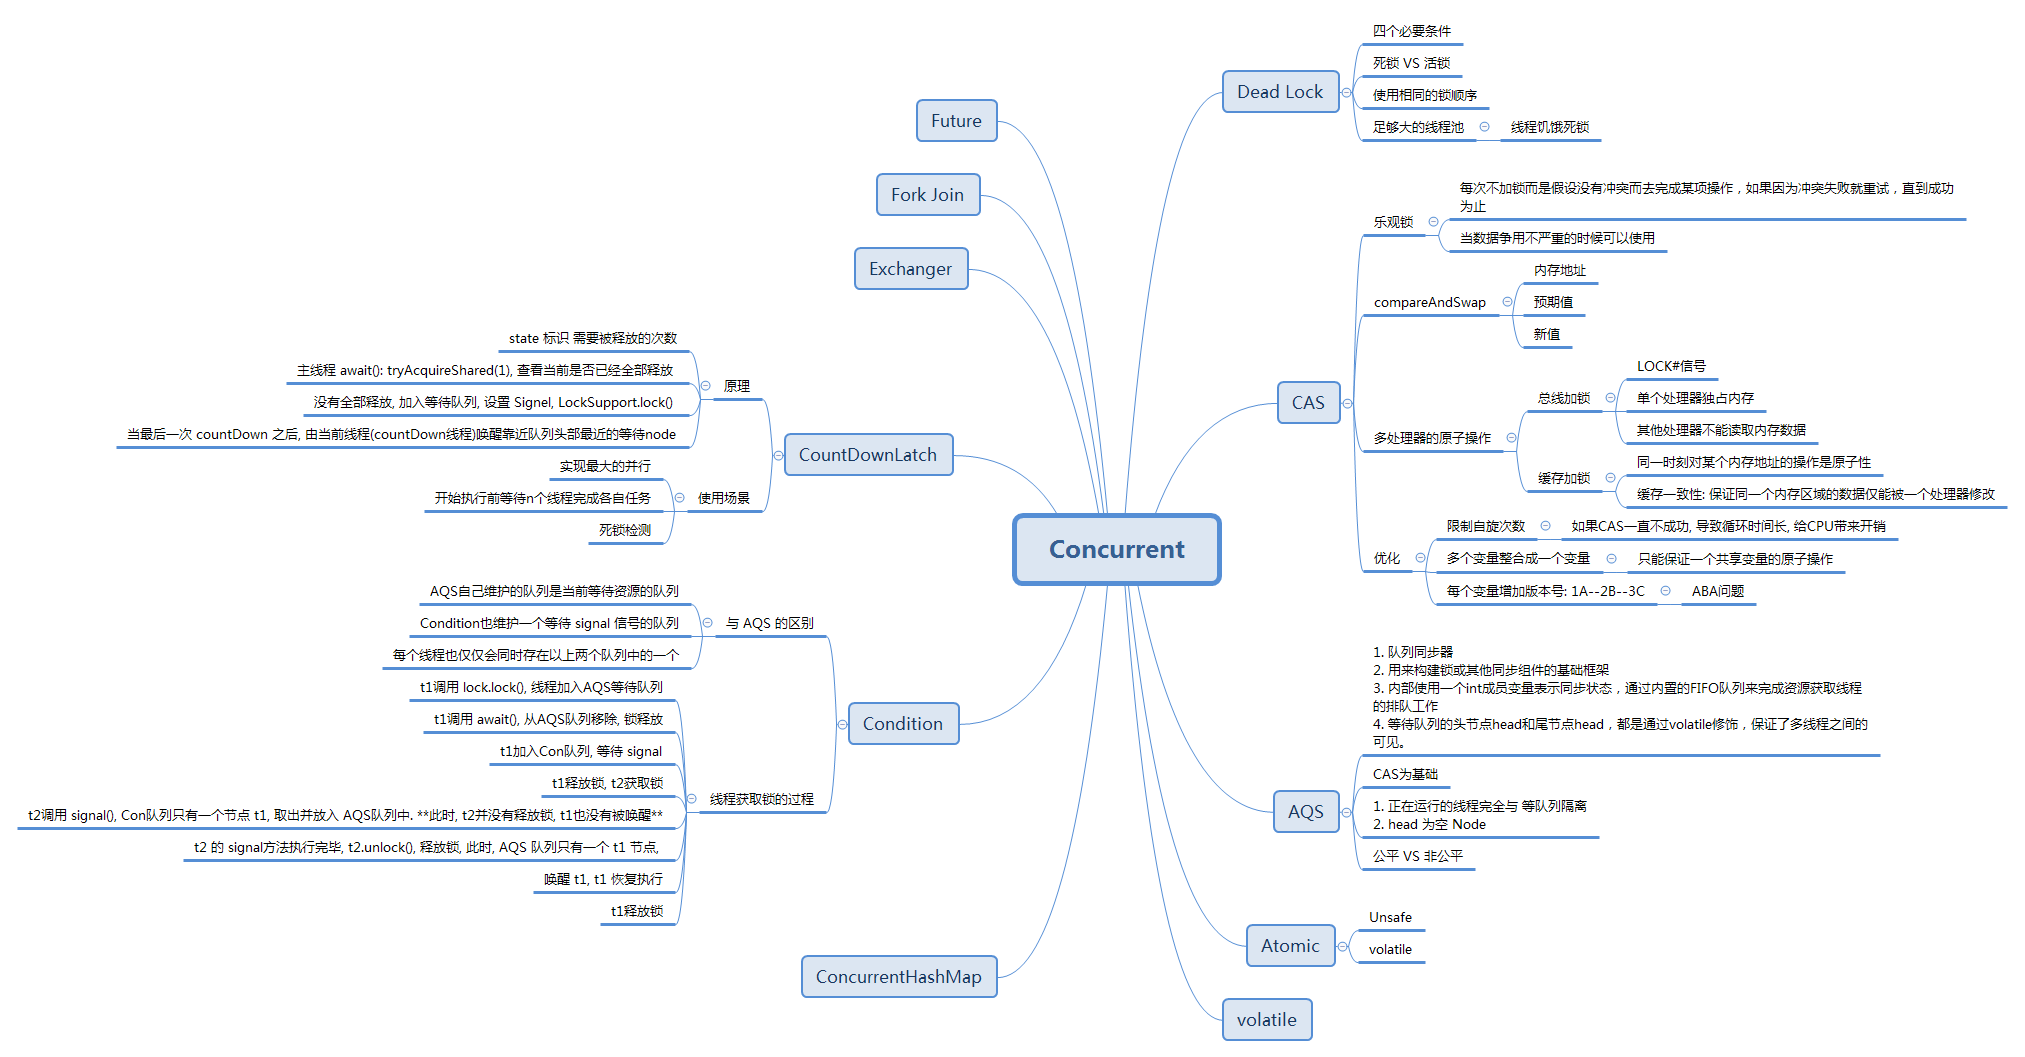 Concurrent
Dead Lock
四个必要条件
死锁 VS 活锁
使用相同的锁顺序
足够大的线程池
线程饥饿死锁
CAS
乐观锁
每次不加锁而是假设没有冲突而去完成某项操作，如果因为冲突失败就重试，直到成功
为止
当数据争用不严重的时候可以使用
compareAndSwap
内存地址
预期值
新值
多处理器的原子操作
总线加锁
LOCK#信号
单个处理器独占内存
其他处理器不能读取内存数据
缓存加锁
同一时刻对某个内存地址的操作是原子性
缓存一致性: 保证同一个内存区域的数据仅能被一个处理器修改
优化
限制自旋次数
如果CAS一直不成功, 导致循环时间长, 给CPU带来开销
多个变量整合成一个变量
只能保证一个共享变量的原子操作
每个变量增加版本号: 1A--2B--3C
ABA问题
AQS
1. 队列同步器
2. 用来构建锁或其他同步组件的基础框架
3. 内部使用一个int成员变量表示同步状态，通过内置的FIFO队列来完成资源获取线程
的排队工作
4. 等待队列的头节点head和尾节点head，都是通过volatile修饰，保证了多线程之间的
可见。
CAS为基础
1. 正在运行的线程完全与 等队列隔离
2. head 为空 Node
公平 VS 非公平
Atomic
Unsafe
volatile
volatile
Future
Fork Join
Exchanger
CountDownLatch
原理
state 标识 需要被释放的次数
主线程 await(): tryAcquireShared(1), 查看当前是否已经全部释放
没有全部释放, 加入等待队列, 设置 Signel, LockSupport.lock()
当最后一次 countDown 之后, 由当前线程(countDown线程)唤醒靠近队列头部最近的等待node
使用场景
实现最大的并行
开始执行前等待n个线程完成各自任务
死锁检测
Condition
与 AQS 的区别
AQS自己维护的队列是当前等待资源的队列
Condition也维护一个等待 signal 信号的队列
每个线程也仅仅会同时存在以上两个队列中的一个
线程获取锁的过程
t1调用 lock.lock(), 线程加入AQS等待队列
t1调用 await(), 从AQS队列移除, 锁释放
t1加入Con队列, 等待 signal
t1释放锁, t2获取锁
t2调用 signal(), Con队列只有一个节点 t1, 取出并放入 AQS队列中. **此时, t2并没有释放锁, t1也没有被唤醒**
t2 的 signal方法执行完毕, t2.unlock(), 释放锁, 此时, AQS 队列只有一个 t1 节点,
唤醒 t1, t1 恢复执行
t1释放锁
ConcurrentHashMap